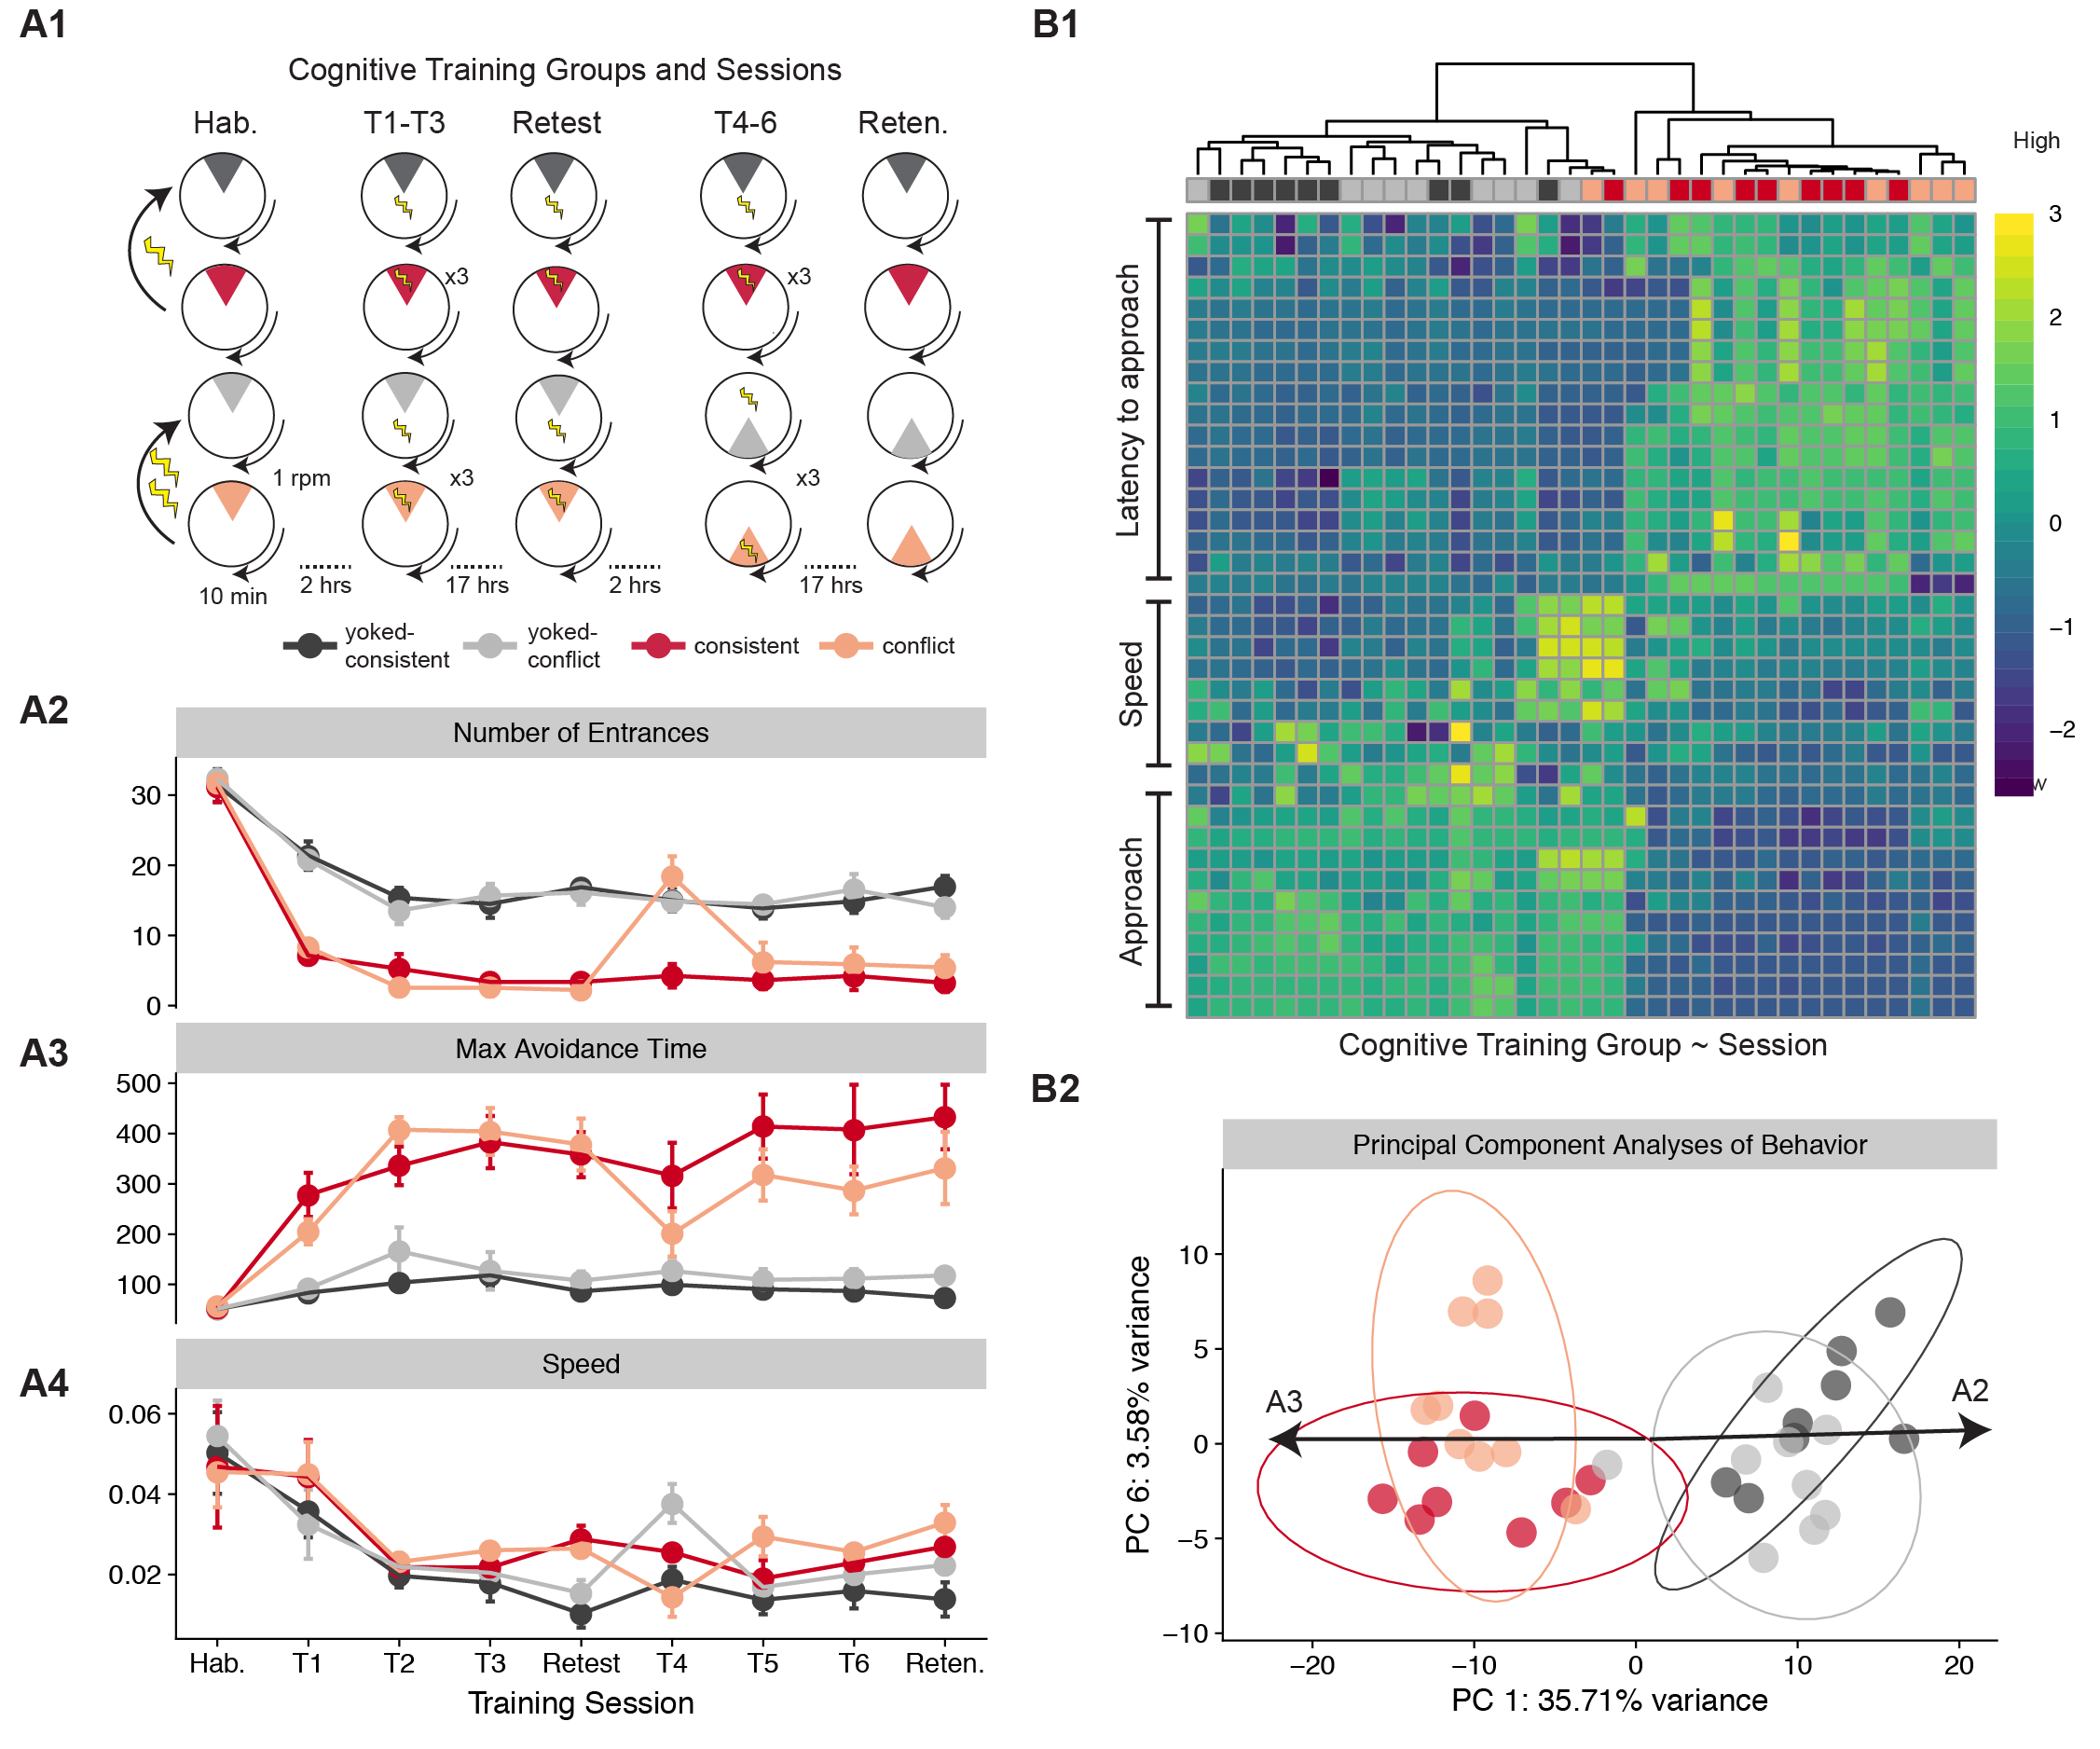 A1
Cognitive Training Groups and Sessions
Hab. T1-T3 Retest T4-6 Reten.
x3 x3
1 rpm x3 x3
10 min 2 hrs 17 hrs 2 hrs 17 hrs
yoked-consistent yoked-conflict consistent conflict
A2
Number of Entrances
30
20
10
0
A3
Max Avoidance Time
500
400
300
200
100
A4
Speed
0.06
0.04
0.02
Hab. T1 T2 T3 Retest T4 T5 T6 Reten.
Training Session
B1
High
3
2
1
0
−1
−2
w
Latency to approach
Speed
Approach
Cognitive Training Group ~ Session
B2
Principal Component Analyses of Behavior
PC 6: 3.58% variance
10
5
0
−5
−10
A3 A2
−20 −10 0 10 20
PC 1: 35.71% variance